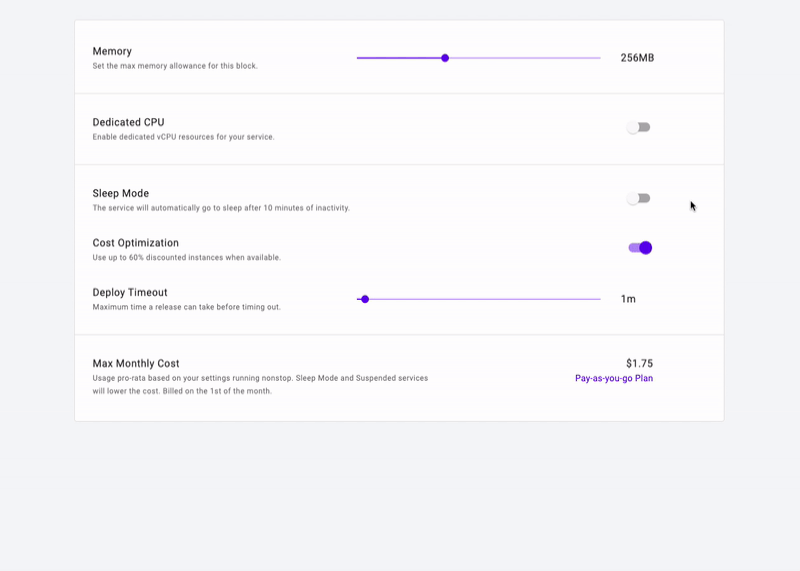 Memory
Set the max memory allowance for this block.
256MB
Dedicated CPU
Enable dedicated vCPU resources for your service.
Sleep Mode
The service will automatically go to sleep after 10 minutes of inactivity.
Cost Optimization
Use up to 60% discounted instances when available.
Deploy Timeout
Maximum time a release can take before timing out.
1m
Max Monthly Cost
Usage pro-rata based on your settings running nonstop. Sleep Mode and Suspended services
will lower the cost. Billed on the 1st of the month.
$1.75
Pay-as-you-go Plan